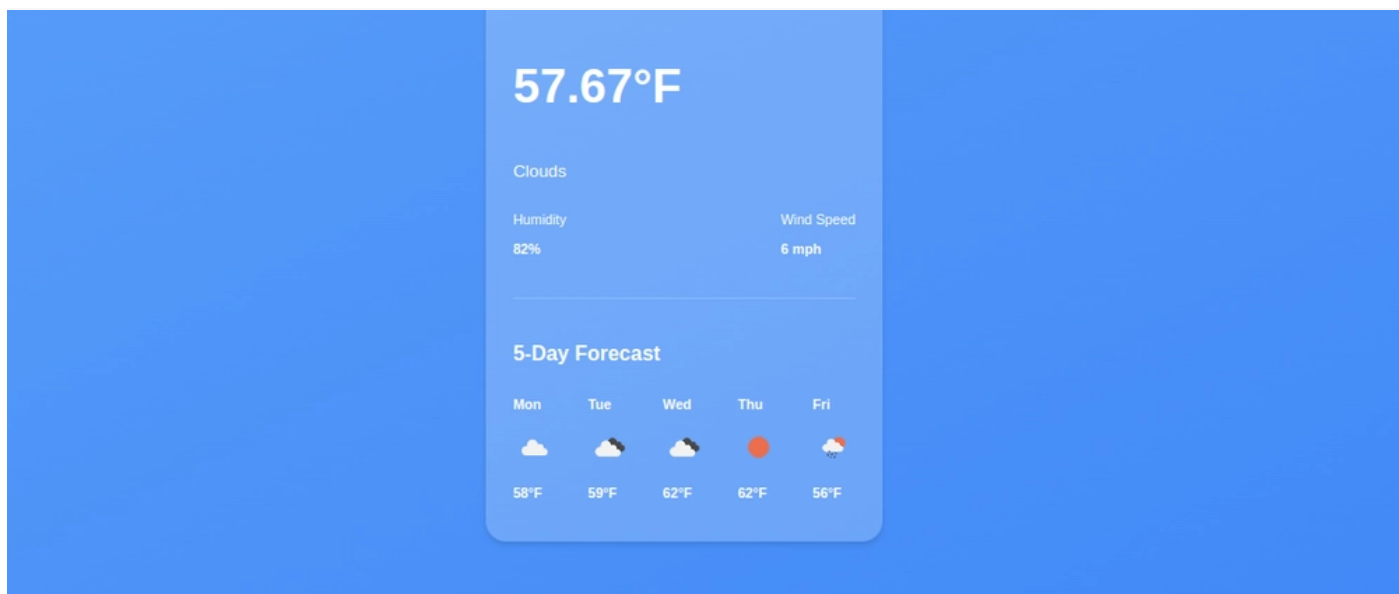 57.67°F
Clouds
Humidity Wind Speed
82% 6 mph
5-Day Forecast
Mon Tue Wed Thu Fri
58°F 59°F 62°F 62°F 56°F